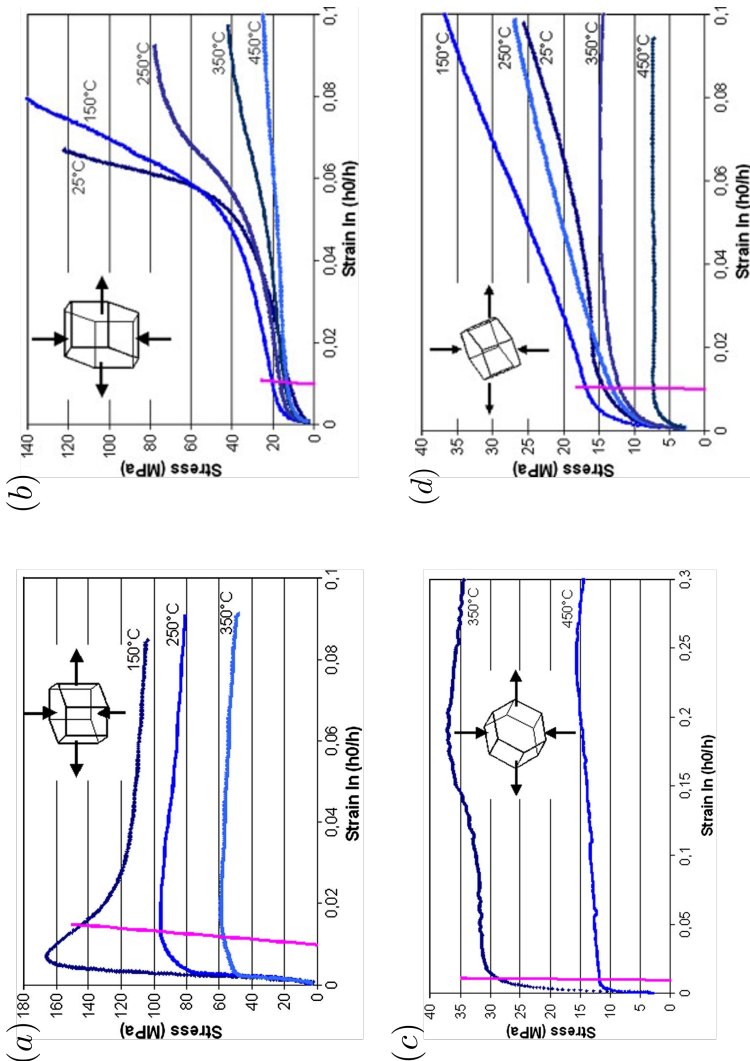 (a)
180
160
140
120
100
80
60
40
20
0
Stress (MPa)
150°C
250°C
350°C
0 0,02 0,04 0,06 0,08 0,1
Strain ln (h0/h)
(b)
140
120
100
80
60
40
20
0
Stress (MPa)
25°C
150°C
250°C
350°C
450°C
0 0,02 0,04 0,06 0,08 0,1
Strain ln (h0/h)
(c)
40
35
30
25
20
15
10
5
0
Stress (MPa)
350°C
450°C
0 0,05 0,1 0,15 0,2 0,25 0,3
Strain ln (h0/h)
(d)
40
35
30
25
20
15
10
5
0
Stress (MPa)
150°C
250°C
25°C
350°C
450°C
0 0,02 0,04 0,06 0,08 0,1
Strain ln (h0/h)